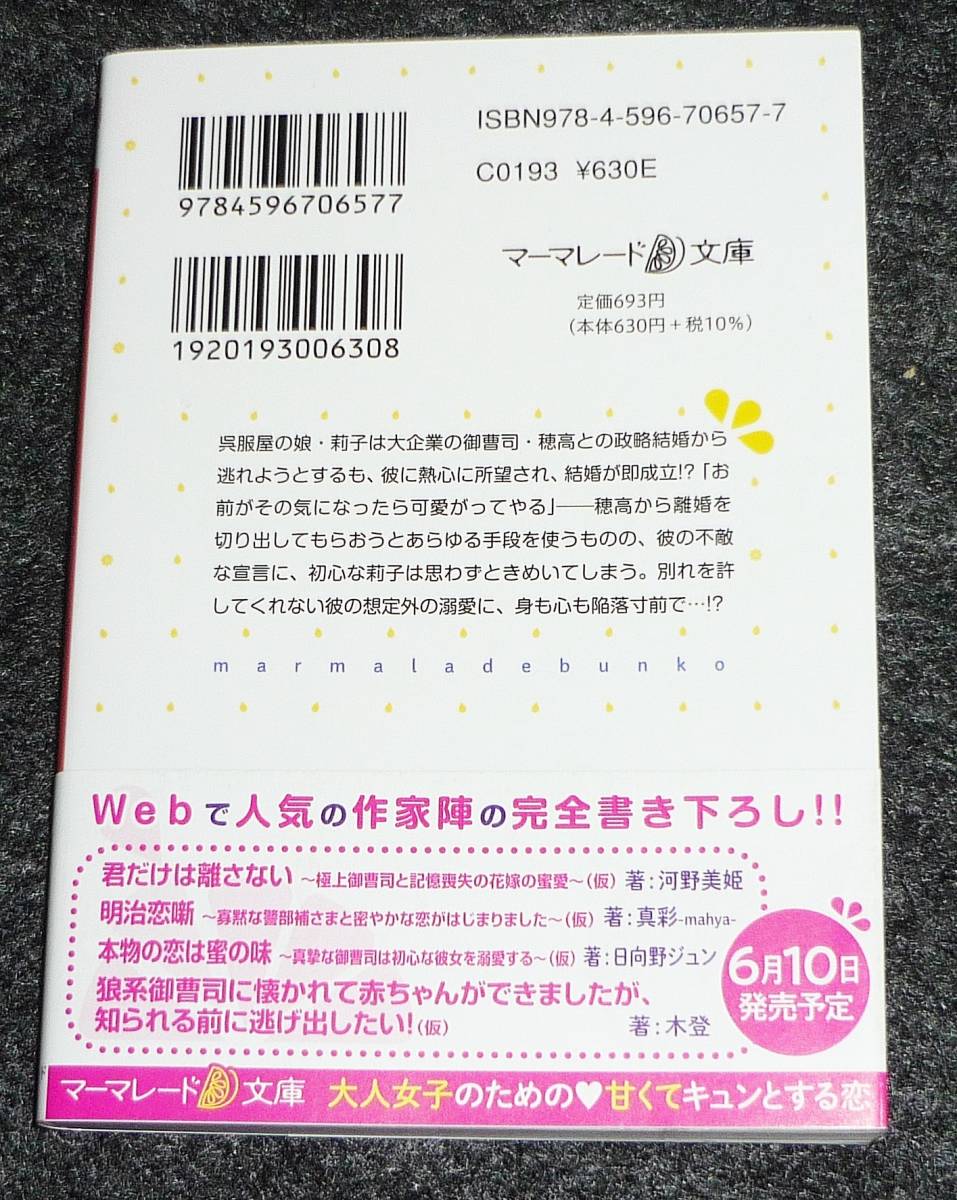 ISBN978-4-596-70657-7
C0193 ¥630E
9784596706577
マーマレード文庫
定価693円
(本体630円+税10%)
1920193006308
呉服屋の娘・莉子は大企業の御曹司・穂高との政略結婚から
逃れようとするも、彼に熱心に所望され、結婚が即成立!?「お
前がその気になったら可愛がってやる」――穂高から離婚を
切り出してもらおうとあらゆる手段を使うものの、彼の不敵
な宣言に、初心な莉子は思わずときめいてしまう。別れを許
してくれない彼の想定外の溺愛に、身も心も陥落寸前で…!?
marmaladebunko
Webで人気の作家陣の完全書き下ろし!!
君だけは離さない ~極上御曹司と記憶喪失の花嫁の蜜愛~(仮) 著:河野美姫
明治恋噺 ~寡黙な警部補さまと密やかな恋がはじまりました~(仮) 著:真彩-mahya-
本物の恋は蜜の味 ~真摯な御曹司は初心な彼女を溺愛する~(仮) 著:日向野ジュン
狼系御曹司に懐かれて赤ちゃんができましたが、
知られる前に逃げ出したい!(仮) 著:木登
6月10日
発売予定
マーマレード文庫 大人女子のための♥甘くてキュンとする恋